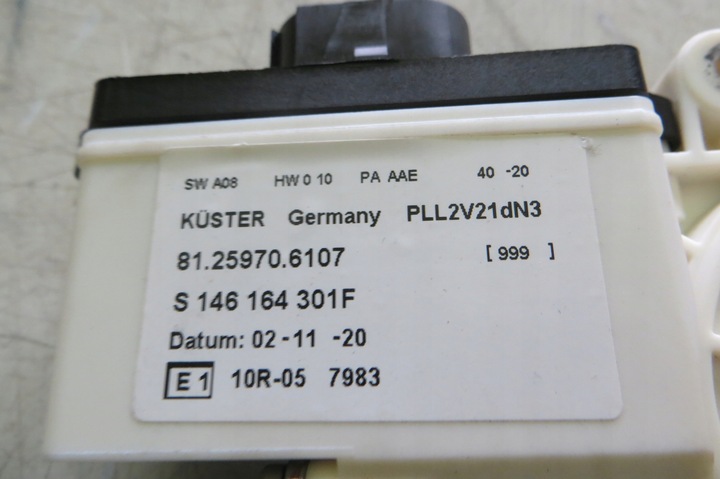 SW A08 HW 0 10 PA AAE 40 -20
KÜSTER Germany PLL2V21dN3
81.25970.6107 [ 999 ]
S 146 164 301F
Datum: 02 -11 -20
E 1 10R-05 7983